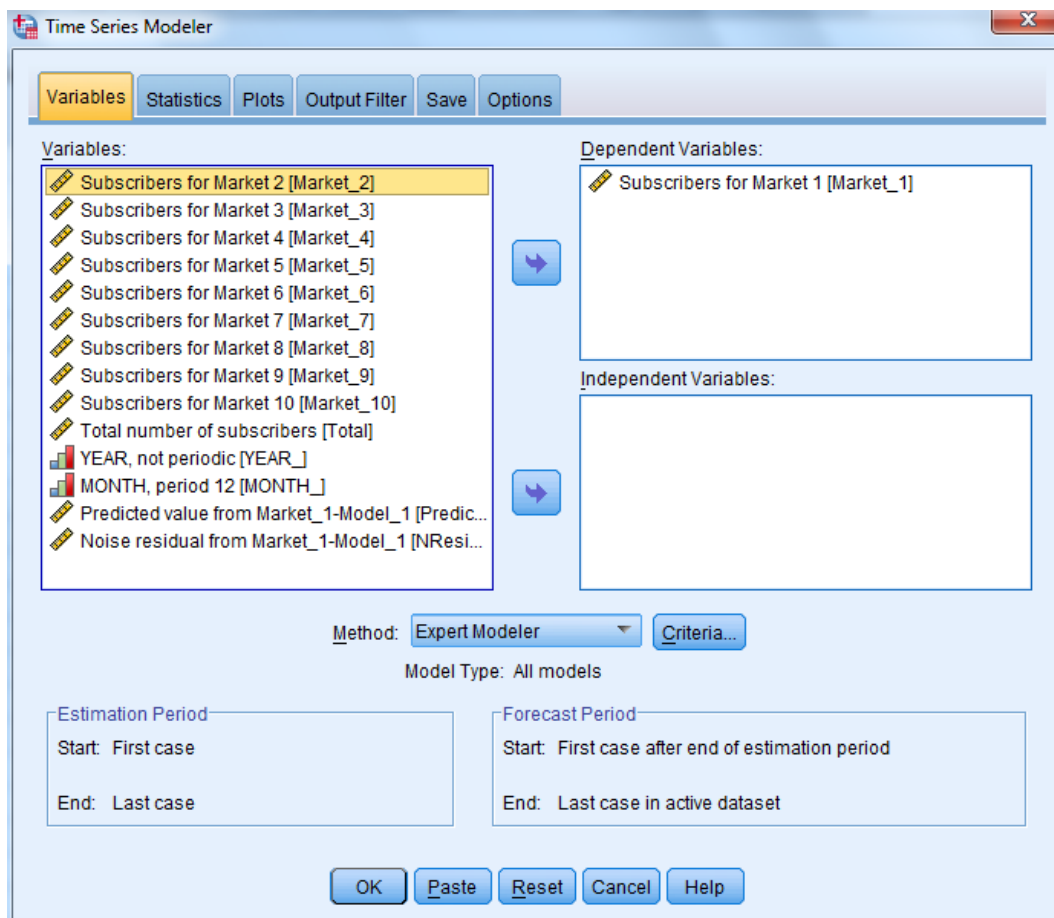 Time Series Modeler
X
Variables
Statistics
Plots
Output Filter
Save
Options
Variables:
Subscribers for Market 2 [Market_2]
Subscribers for Market 3 [Market_3]
Subscribers for Market 4 [Market_4]
Subscribers for Market 5 [Market_5]
Subscribers for Market 6 [Market_6]
Subscribers for Market 7 [Market_7]
Subscribers for Market 8 [Market_8]
Subscribers for Market 9 [Market_9]
Subscribers for Market 10 [Market_10]
Total number of subscribers [Total]
YEAR, not periodic [YEAR_]
MONTH, period 12 [MONTH_]
Predicted value from Market_1-Model_1 [Predic...
Noise residual from Market_1-Model_1 [NResi...
Dependent Variables:
Subscribers for Market 1 [Market_1]
Independent Variables:
Method: Expert Modeler Criteria...
Model Type: All models
Estimation Period
Start: First case
End: Last case
Forecast Period
Start: First case after end of estimation period
End: Last case in active dataset
OK
Paste
Reset
Cancel
Help